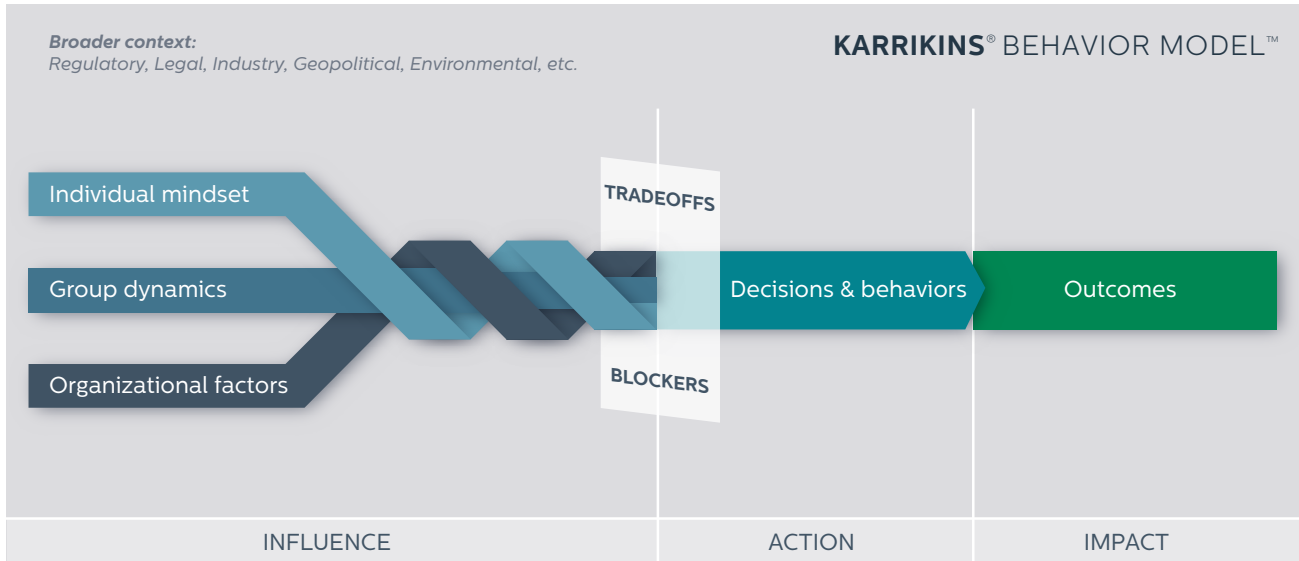 Broader context:
Regulatory, Legal, Industry, Geopolitical, Environmental, etc.
KARRIKINS® BEHAVIOR MODEL™
Individual mindset
Group dynamics
Organizational factors
TRADEOFFS
BLOCKERS
Decisions & behaviors
Outcomes
INFLUENCE
ACTION
IMPACT